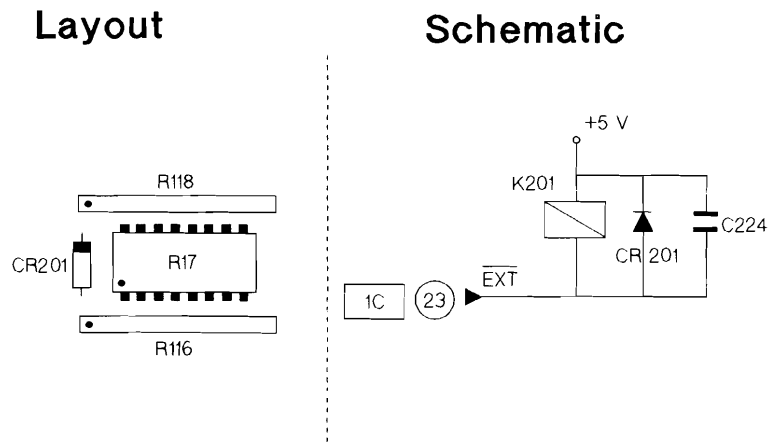 Layout
R118
CR201
R17
R116
Schematic
+5 V
K201
CR 201
C224
EXT
1C
23